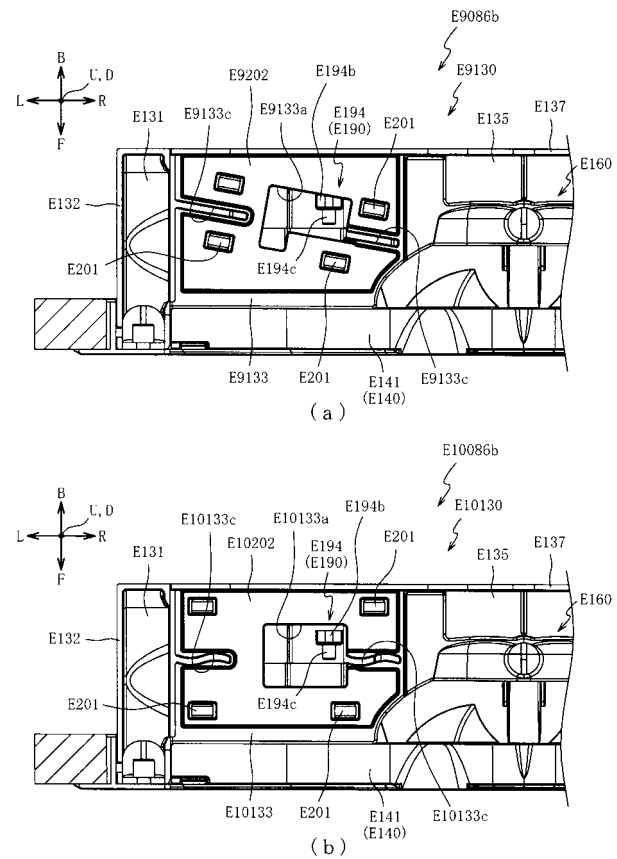 E9086b
B
U,D
L
R
F
E9202
E194b
E9130
E131
E9133c
E9133a
E194
(E190)
E201
E135
E137
E160
E132
E201
E194c
E9133
E201
E141
(E140)
E9133c
(a)
E10086b
B
U,D
L
R
F
E10133c
E10133a
E194b
E10130
E131
E10202
E194
(E190)
E201
E135
E137
E160
E132
E201
E194c
E10133
E201
E141
(E140)
E10133c
(b)